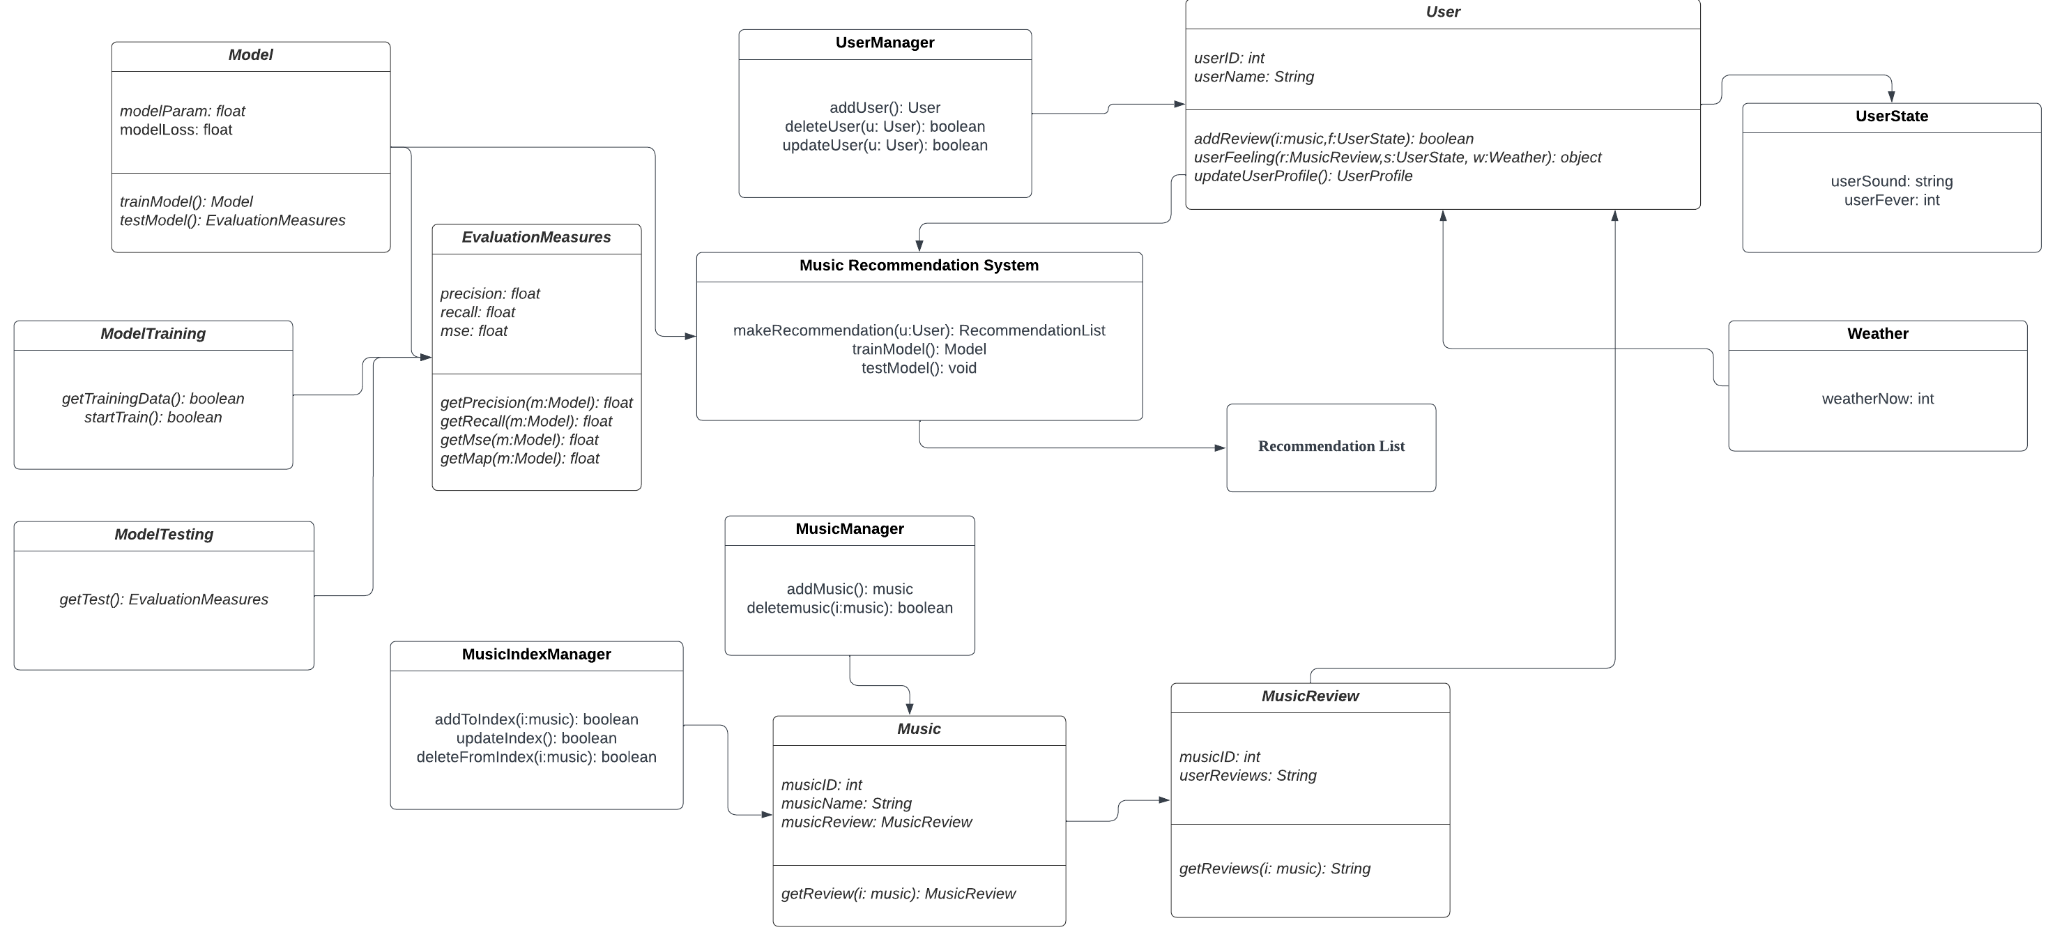 Model
modelParam: float
modelLoss: float
trainModel(): Model
testModel(): EvaluationMeasures
UserManager
addUser(): User
deleteUser(u: User): boolean
updateUser(u: User): boolean
User
userID: int
userName: String
addReview(i:music,f:UserState): boolean
userFeeling(r:MusicReview,s:UserState, w:Weather): object
updateUserProfile(): UserProfile
UserState
userSound: string
userFever: int
EvaluationMeasures
precision: float
recall: float
mse: float
getPrecision(m:Model): float
getRecall(m:Model): float
getMse(m:Model): float
getMap(m:Model): float
Music Recommendation System
makeRecommendation(u:User): RecommendationList
trainModel(): Model
testModel(): void
ModelTraining
getTrainingData(): boolean
startTrain(): boolean
Weather
weatherNow: int
Recommendation List
ModelTesting
getTest(): EvaluationMeasures
MusicManager
addMusic(): music
deletemusic(i:music): boolean
MusicIndexManager
addToIndex(i:music): boolean
updateIndex(): boolean
deleteFromIndex(i:music): boolean
Music
musicID: int
musicName: String
musicReview: MusicReview
getReview(i: music): MusicReview
MusicReview
musicID: int
userReviews: String
getReviews(i: music): String